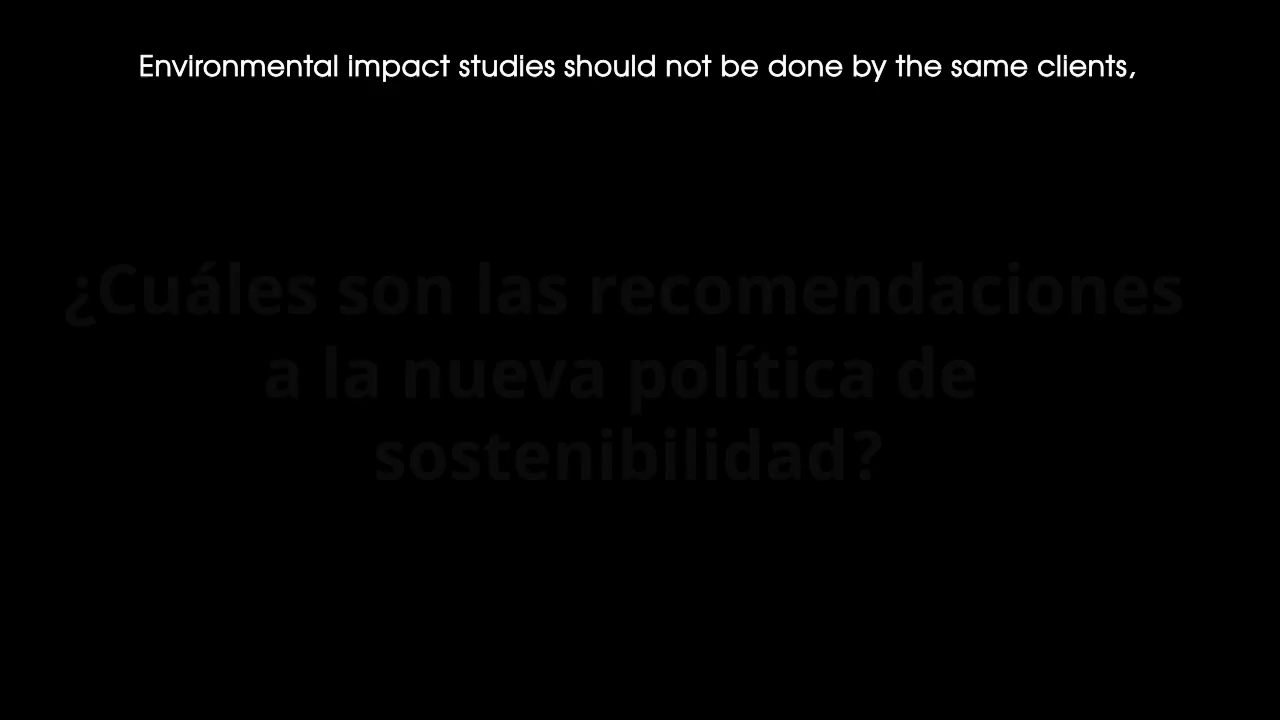 Environmental impact studies should not be done by the same clients,
¿Cuáles son las recomendaciones
a la nueva política de
sostenibilidad?